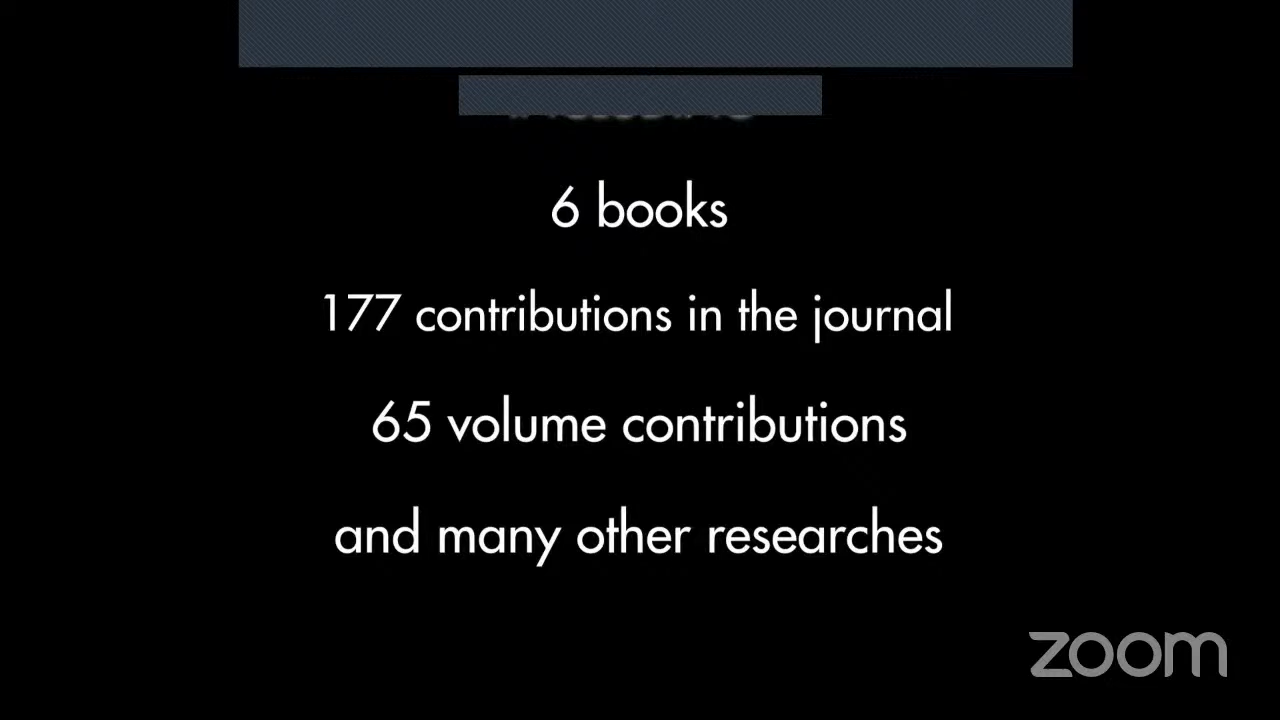 6 books
177 contributions in the journal
65 volume contributions
and many other researches
zoom